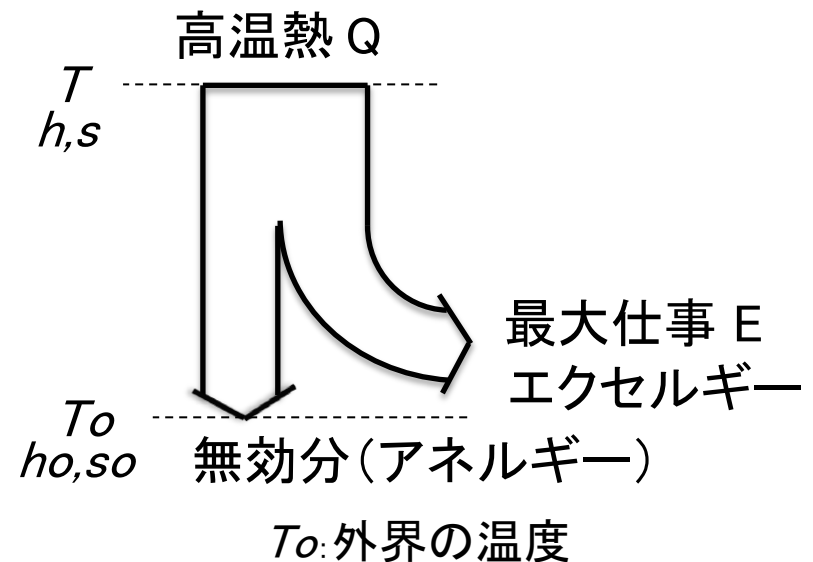 高温熱 Q
T
h,s
最大仕事 E
エクセルギー
To
ho,so
無効分(アネルギー)
To:外界の温度